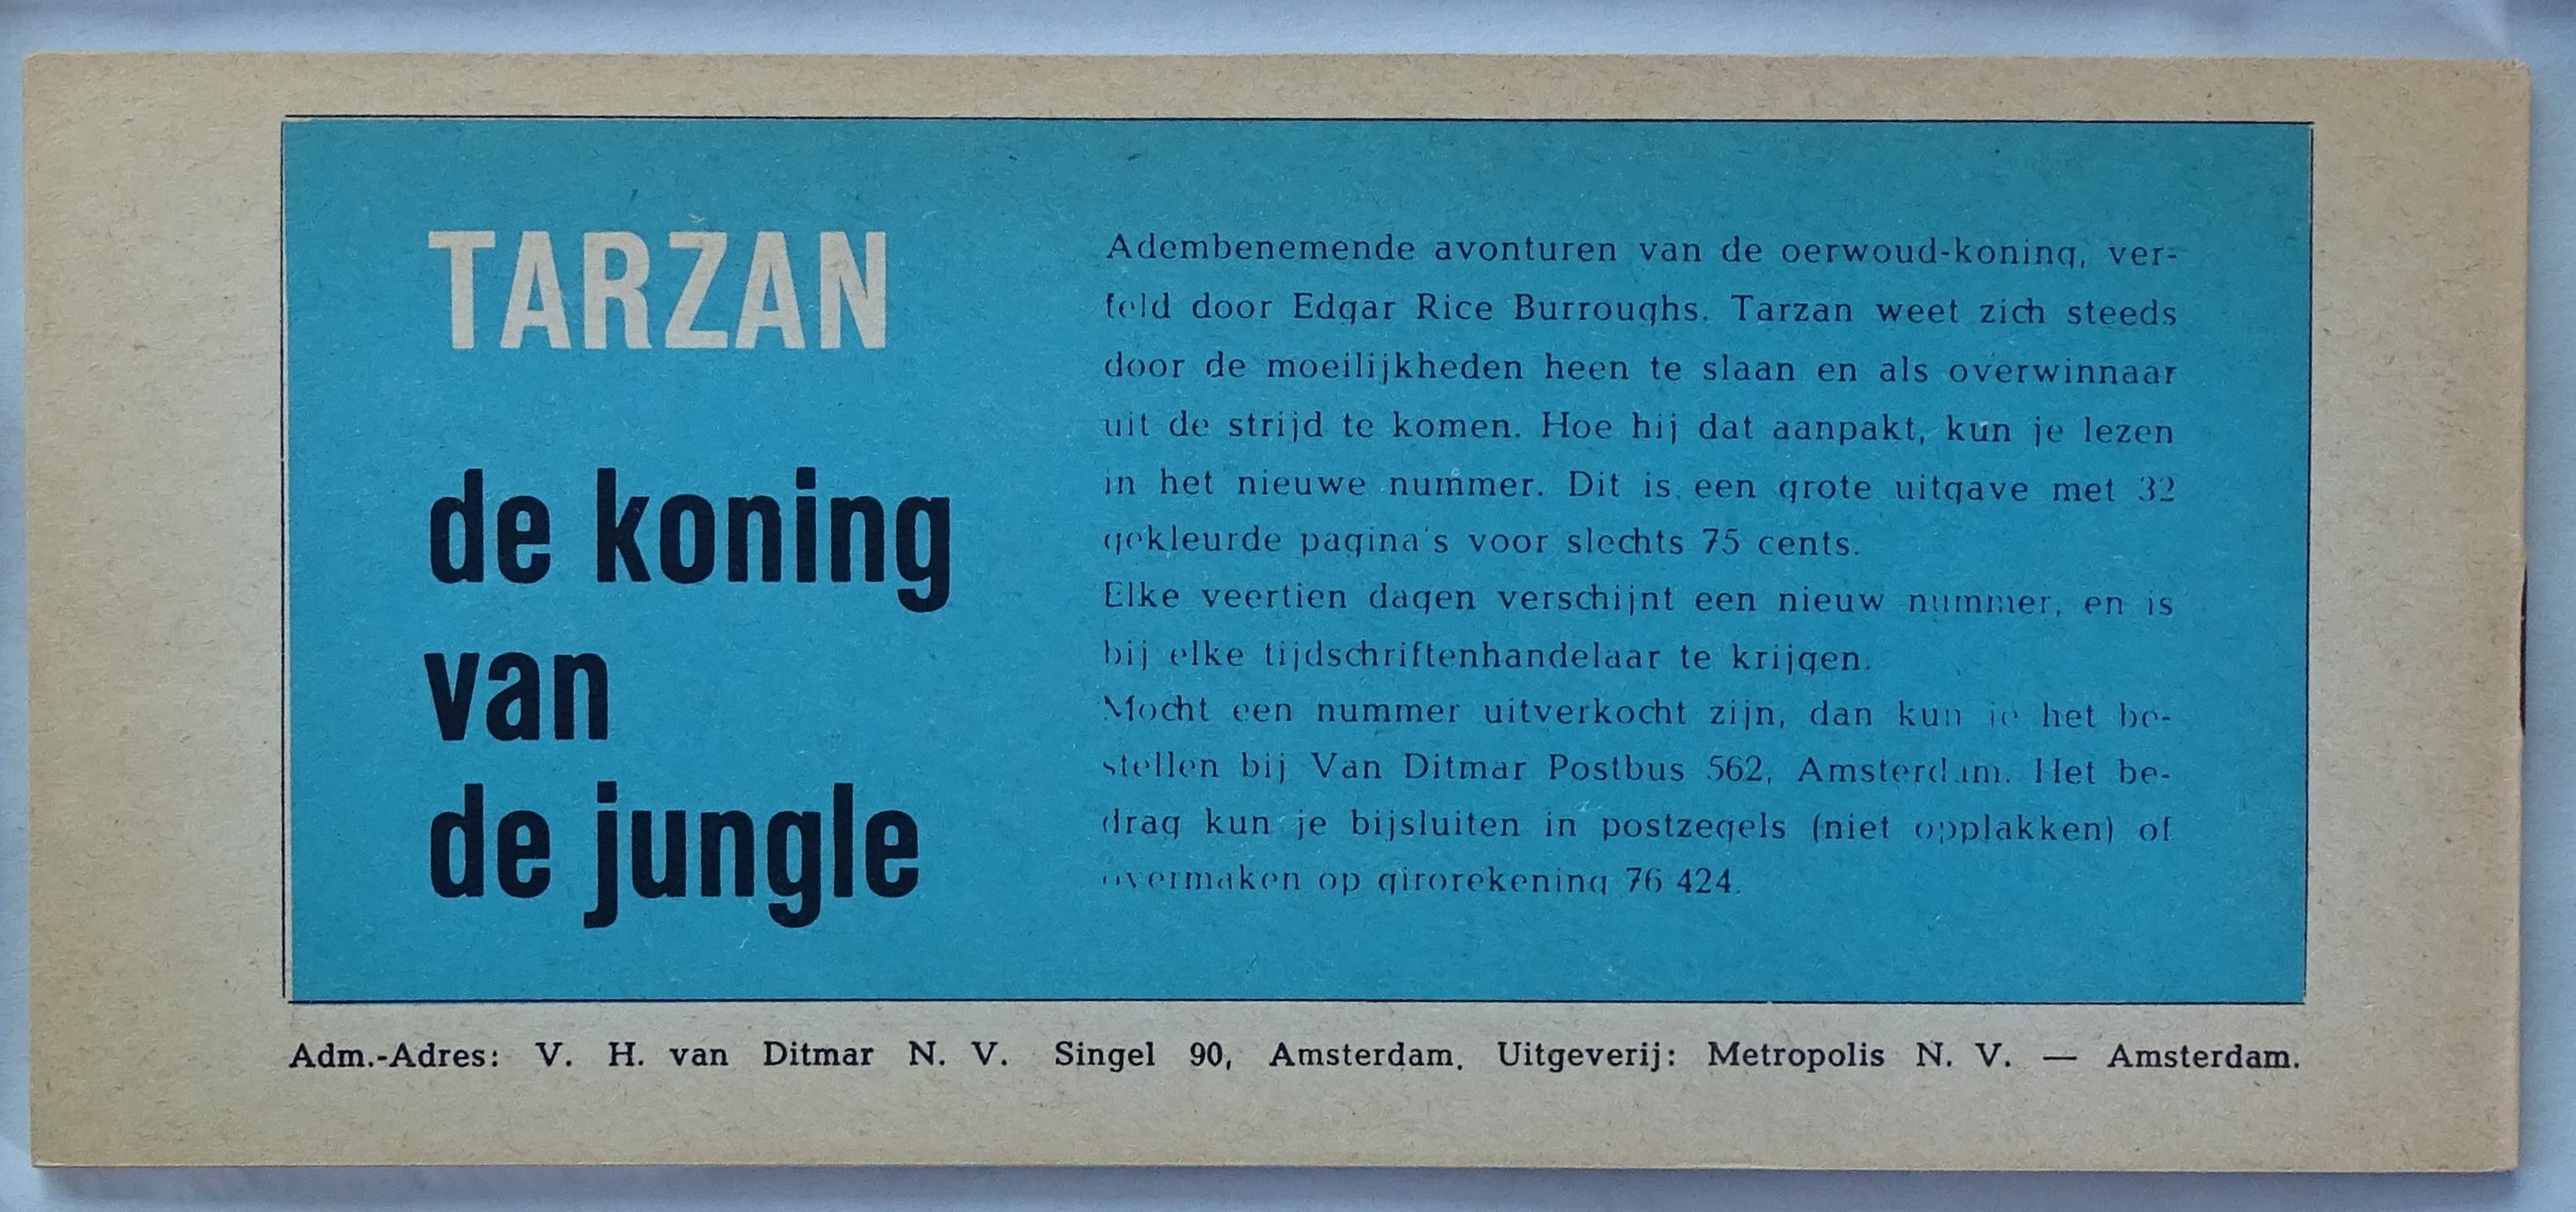 TARZAN
de koning
van
de jungle
Adembenemende avonturen van de oerwoud-koning, ver-
teld door Edgar Rice Burroughs. Tarzan weet zich steeds
door de moeilijkheden heen te slaan en als overwinnaar
uit de strijd te komen. Hoe hij dat aanpakt, kun je lezen
in het nieuwe nummer. Dit is een grote uitgave met 32
gekleurde pagina's voor slechts 75 cents.
Elke veertien dagen verschijnt een nieuw nummer, en is
bij elke tijdschriftenhandelaar te krijgen.
Mocht een nummer uitverkocht zijn, dan kun je het be-
stellen bij Van Ditmar Postbus 562, Amsterdam. Het be-
drag kun je bijsluiten in postzegels (niet opplakken) of
overmaken op girorekening 76 424.
Adm.-Adres: V. H. van Ditmar N. V. Singel 90, Amsterdam. Uitgeverij: Metropolis N. V. — Amsterdam.